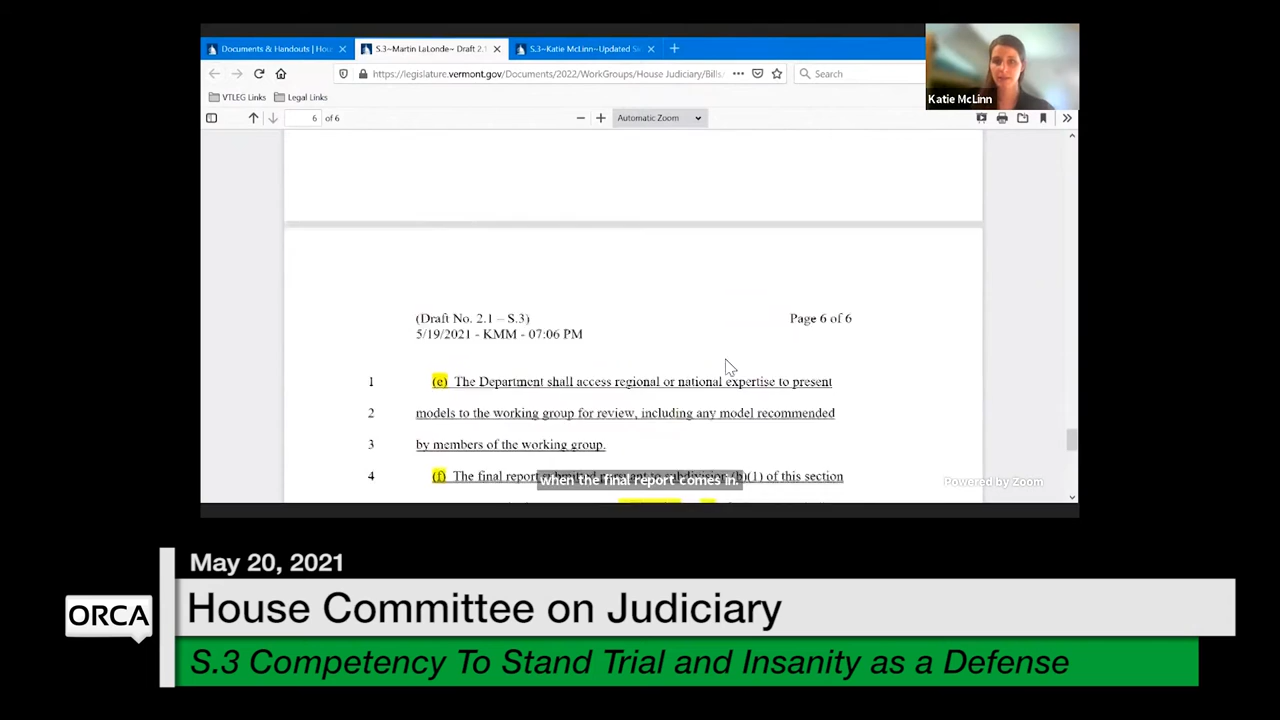 Documents & Handouts | Hou
S.3~Martin LaLonde~ Draft 2.1
S.3~Katie McLinn~Updated Si
https://legislature.vermont.gov/Documents/2022/WorkGroups/House Judiciary/Bills/
Search
VTLEG Links
Legal Links
Katie McLinn
6 of 6
Automatic Zoom
(Draft No. 2.1 – S.3)
Page 6 of 6
5/19/2021 - KMM - 07:06 PM
1 (e) The Department shall access regional or national expertise to present
2 models to the working group for review, including any model recommended
3 by members of the working group.
4 (f) The final report submitted pursuant to subdivision (b)(1) of this section
when the final report comes in.
Powered by Zoom
May 20, 2021
ORCA
House Committee on Judiciary
S.3 Competency To Stand Trial and Insanity as a Defense